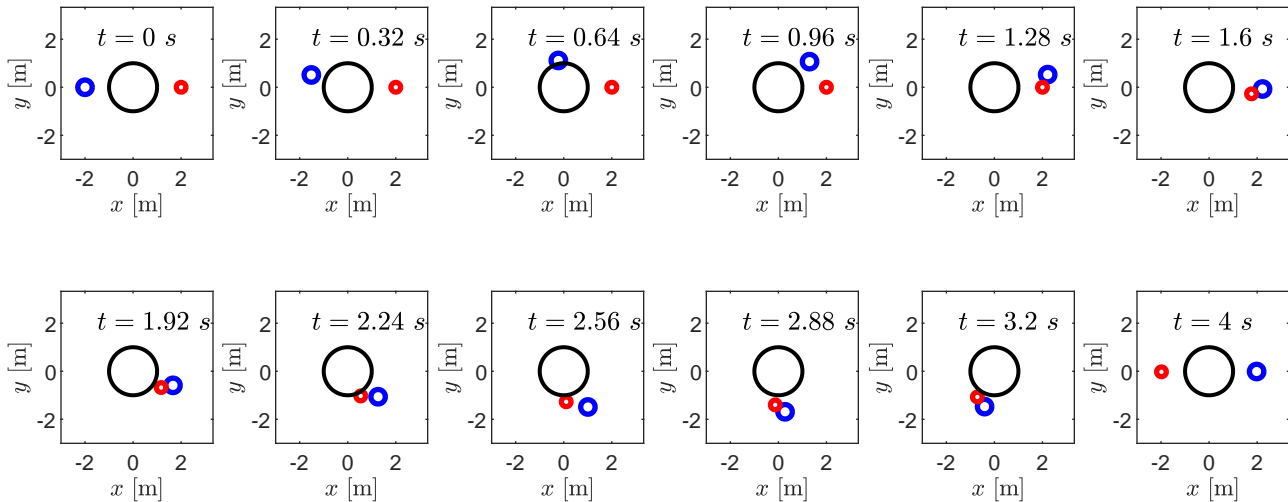 t = 0 s
t = 0.32 s
t = 0.64 s
t = 0.96 s
t = 1.28 s
t = 1.6 s
2
0
-2
y [m]
-2 0 2
x [m]
2
0
-2
y [m]
-2 0 2
x [m]
2
0
-2
y [m]
-2 0 2
x [m]
2
0
-2
y [m]
-2 0 2
x [m]
2
0
-2
y [m]
-2 0 2
x [m]
2
0
-2
y [m]
-2 0 2
x [m]
t = 1.92 s
t = 2.24 s
t = 2.56 s
t = 2.88 s
t = 3.2 s
t = 4 s
2
0
-2
y [m]
-2 0 2
x [m]
2
0
-2
y [m]
-2 0 2
x [m]
2
0
-2
y [m]
-2 0 2
x [m]
2
0
-2
y [m]
-2 0 2
x [m]
2
0
-2
y [m]
-2 0 2
x [m]
2
0
-2
y [m]
-2 0 2
x [m]